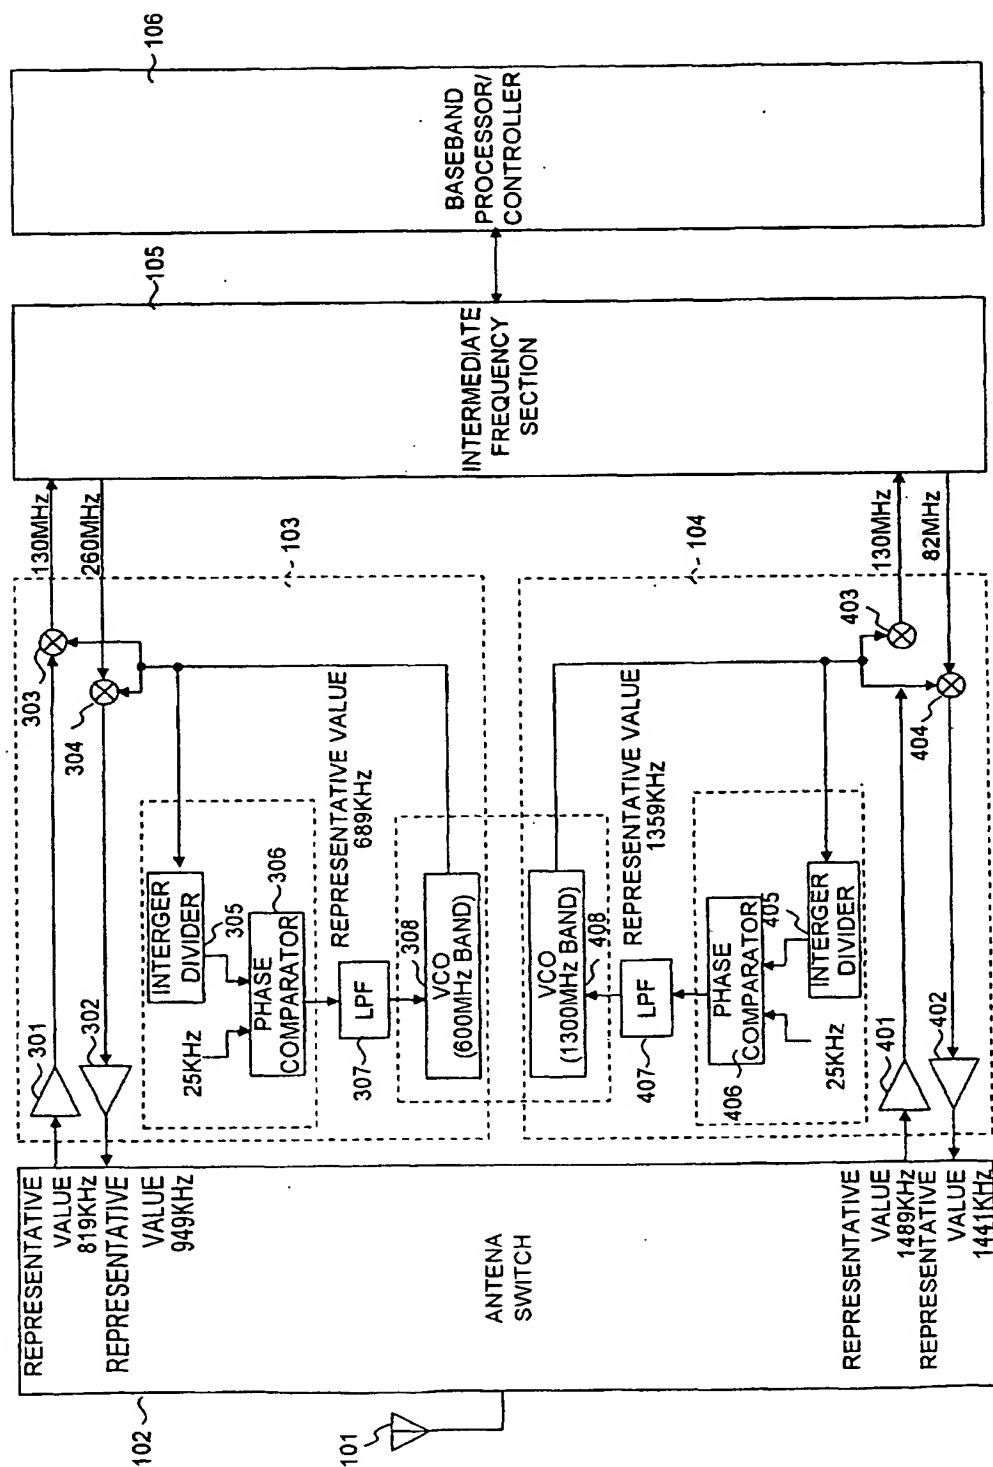 106
BASEBAND
PROCESSOR/
CONTROLLER
105
INTERMEDIATE
FREQUENCY
SECTION
130MHz
260MHz
103
104
130MHz
82MHz
303
304
403
404
REPRESENTATIVE VALUE
689KHz
REPRESENTATIVE VALUE
1359KHz
INTERGER
DIVIDER
305
306
PHASE
COMPARATOR
25KHz
LPF
307
308
VCO
(600MHz BAND)
VCO
(1300MHz BAND)
408
LPF
407
PHASE
COMPARATOR
406
405
INTERGER
DIVIDER
25KHz
301
302
401
402
REPRESENTATIVE
VALUE
819KHz
REPRESENTATIVE
VALUE
949KHz
ANTENA
SWITCH
REPRESENTATIVE
VALUE
1489KHz
REPRESENTATIVE
VALUE
1441KHz
102
101